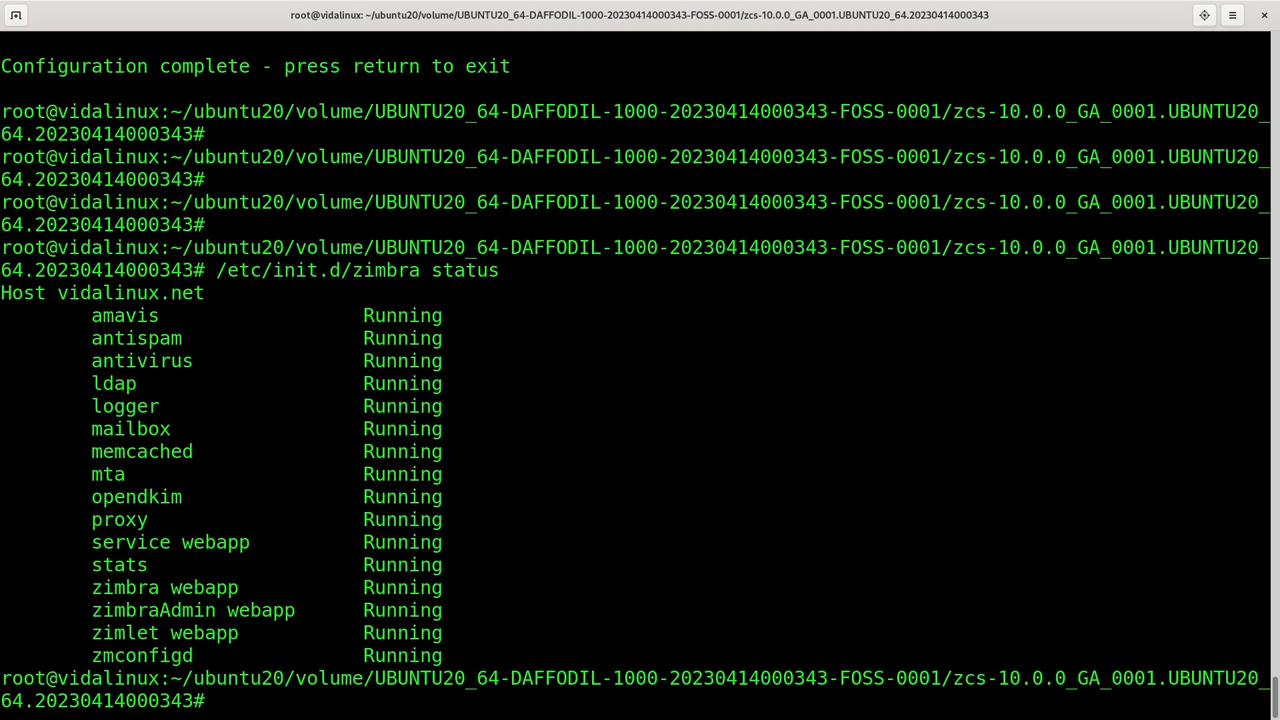 root@vidalinux: ~/ubuntu20/volume/UBUNTU20_64-DAFFODIL-1000-20230414000343-FOSS-0001/zcs-10.0.0_GA_0001.UBUNTU20_64.20230414000343
Configuration complete - press return to exit
root@vidalinux:~/ubuntu20/volume/UBUNTU20_64-DAFFODIL-1000-20230414000343-FOSS-0001/zcs-10.0.0_GA_0001.UBUNTU20_
64.20230414000343#
root@vidalinux:~/ubuntu20/volume/UBUNTU20_64-DAFFODIL-1000-20230414000343-FOSS-0001/zcs-10.0.0_GA_0001.UBUNTU20_
64.20230414000343#
root@vidalinux:~/ubuntu20/volume/UBUNTU20_64-DAFFODIL-1000-20230414000343-FOSS-0001/zcs-10.0.0_GA_0001.UBUNTU20_
64.20230414000343#
root@vidalinux:~/ubuntu20/volume/UBUNTU20_64-DAFFODIL-1000-20230414000343-FOSS-0001/zcs-10.0.0_GA_0001.UBUNTU20_
64.20230414000343# /etc/init.d/zimbra status
Host vidalinux.net
amavis Running
antispam Running
antivirus Running
ldap Running
logger Running
mailbox Running
memcached Running
mta Running
opendkim Running
proxy Running
service webapp Running
stats Running
zimbra webapp Running
zimbraAdmin webapp Running
zimlet webapp Running
zmconfigd Running
root@vidalinux:~/ubuntu20/volume/UBUNTU20_64-DAFFODIL-1000-20230414000343-FOSS-0001/zcs-10.0.0_GA_0001.UBUNTU20_
64.20230414000343#